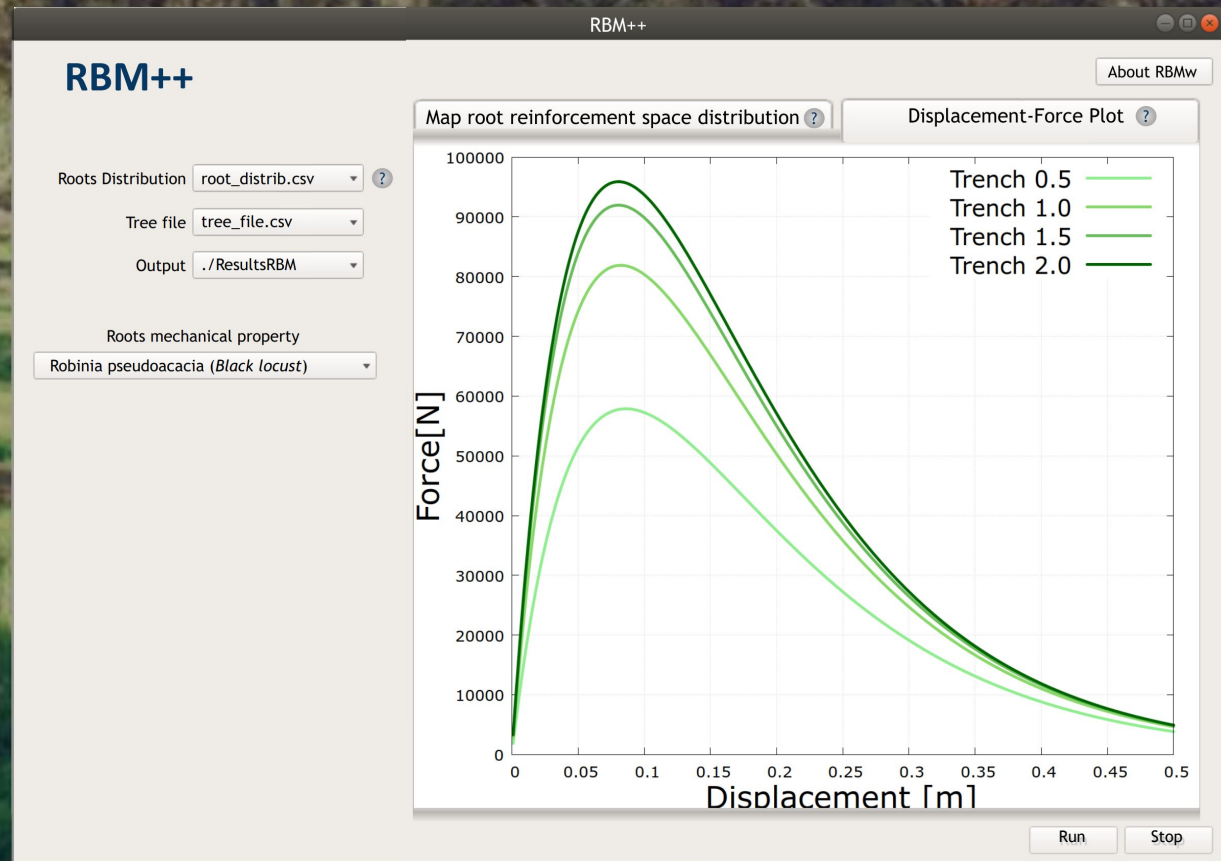 RBM++
RBM++
About RBMw
Map root reinforcement space distribution ?
Displacement-Force Plot ?
Roots Distribution root_distrib.csv ?
Tree file tree_file.csv
Output ./ResultsRBM
Roots mechanical property
Robinia pseudoacacia (Black locust)
Trench 0.5
Trench 1.0
Trench 1.5
Trench 2.0
Force[N]
100000
90000
80000
70000
60000
50000
40000
30000
20000
10000
0
0 0.05 0.1 0.15 0.2 0.25 0.3 0.35 0.4 0.45 0.5
Displacement [m]
Run Stop